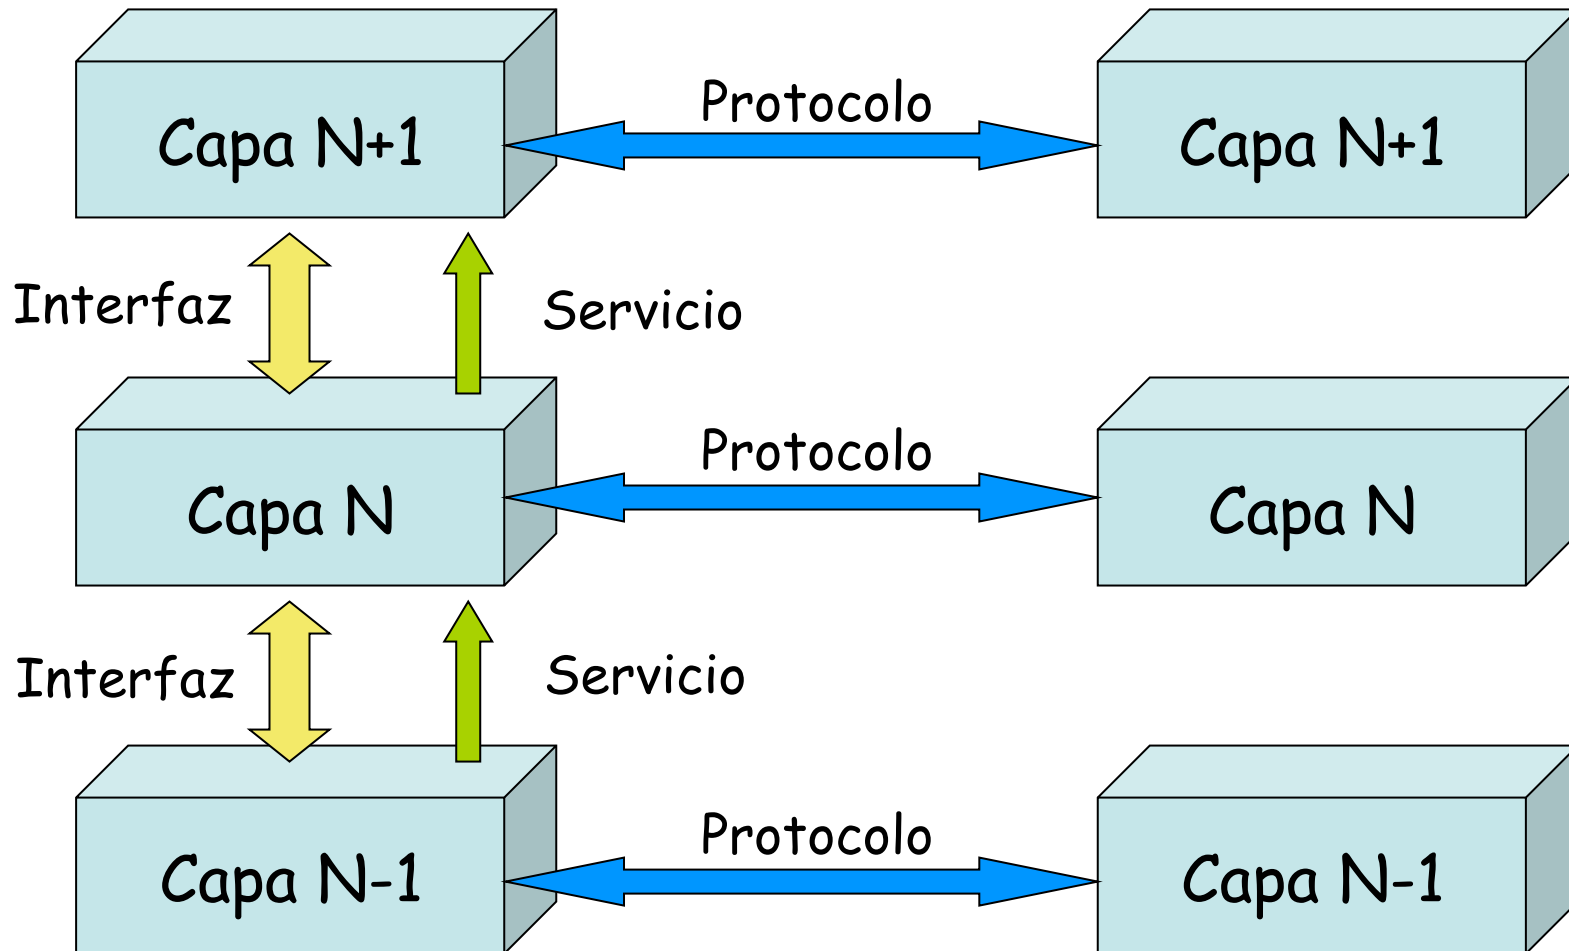 Protocolo
Capa N+1
Capa N+1
Interfaz
Servicio
Protocolo
Capa N
Capa N
Interfaz
Servicio
Protocolo
Capa N-1
Capa N-1